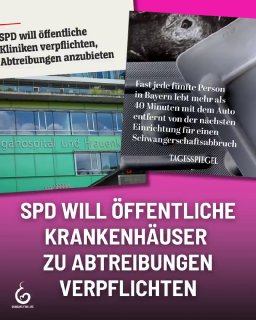 SPD will öffentliche
Kliniken verpflichten,
Abtreibungen anzubieten
Fast jede fünfte Person
in Bayern lebt mehr als
40 Minuten mit dem Auto
entfernt von der nächsten
Einrichtung für einen
Schwangerschaftsabbruch
TAGESSPIEGEL
SPD WILL ÖFFENTLICHE
KRANKENHÄUSER
ZU ABTREIBUNGEN
VERPFLICHTEN